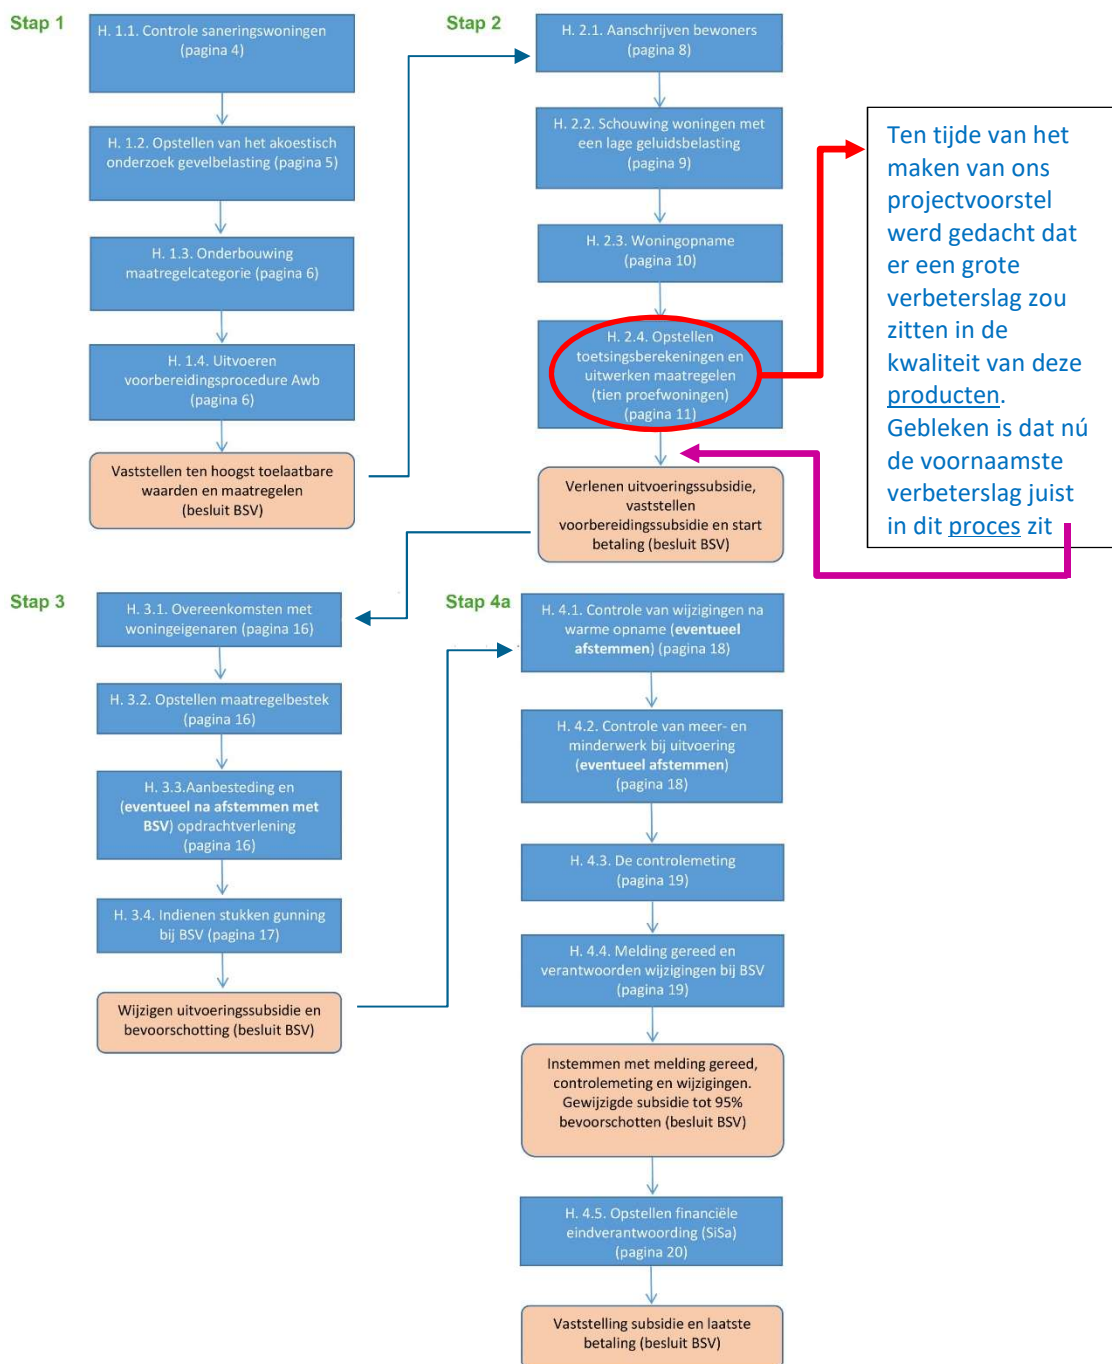 Stap 1
H. 1.1. Controle saneringswoningen
(pagina 4)
H. 1.2. Opstellen van het akoestisch
onderzoek gevelbelasting (pagina 5)
H. 1.3. Onderbouwing
maatregelcategorie (pagina 6)
H. 1.4. Uitvoeren
voorbereidingsprocedure Awb
(pagina 6)
Vaststellen ten hoogst toelaatbare
waarden en maatregelen
(besluit BSV)
Stap 2
H. 2.1. Aanschrijven bewoners
(pagina 8)
H. 2.2. Schouwing woningen met
een lage geluidsbelasting
(pagina 9)
H. 2.3. Woningopname
(pagina 10)
H. 2.4. Opstellen
toetsingsberekeningen en
uitwerken maatregelen
(tien proefwoningen)
(pagina 11)
Verlenen uitvoeringssubsidie,
vaststellen
voorbereidingssubsidie en start
betaling (besluit BSV)
Ten tijde van het
maken van ons
projectvoorstel
werd gedacht dat
er een grote
verbeterslag zou
zitten in de
kwaliteit van deze
producten.
Gebleken is dat nú
de voornaamste
verbeterslag juist
in dit proces zit
Stap 3
H. 3.1. Overeenkomsten met
woningeigenaren (pagina 16)
H. 3.2. Opstellen maatregelbestek
(pagina 16)
H. 3.3.Aanbesteding en
(eventueel na afstemmen met
BSV) opdrachtverlening
(pagina 16)
H. 3.4. Indienen stukken gunning
bij BSV (pagina 17)
Wijzigen uitvoeringssubsidie en
bevoorschotting (besluit BSV)
Stap 4a
H. 4.1. Controle van wijzigingen na
warme opname (eventueel
afstemmen) (pagina 18)
H. 4.2. Controle van meer- en
minderwerk bij uitvoering
(eventueel afstemmen)
(pagina 18)
H. 4.3. De controlemeting
(pagina 19)
H. 4.4. Melding gereed en
verantwoorden wijzigingen bij BSV
(pagina 19)
Instemmen met melding gereed,
controlemeting en wijzigingen.
Gewijzigde subsidie tot 95%
bevoorschotten (besluit BSV)
H. 4.5. Opstellen financiële
eindverantwoording (SiSa)
(pagina 20)
Vaststelling subsidie en laatste
betaling (besluit BSV)